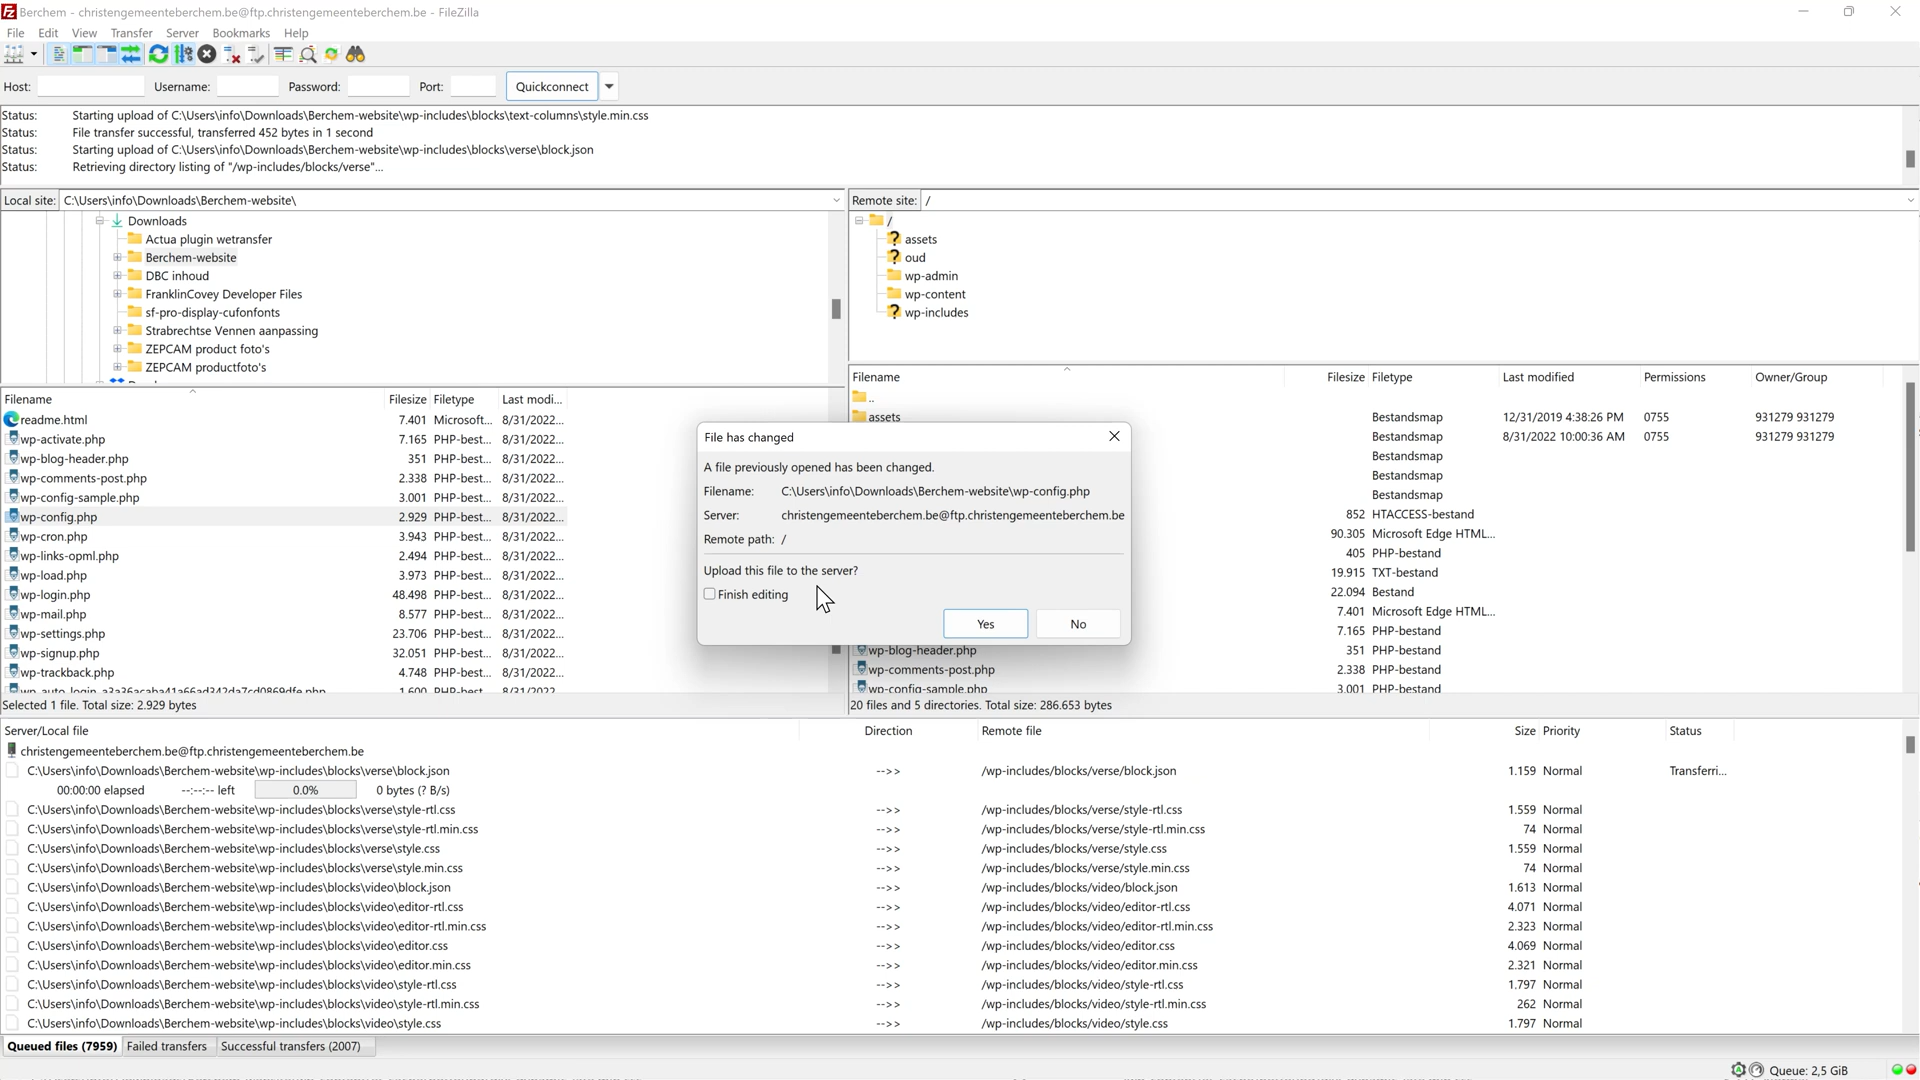 Berchem - christengemeenteberchem.be@ftp.christengemeenteberchem.be - FileZilla
File Edit View Transfer Server Bookmarks Help
Host: Username: Password: Port: Quickconnect
Status: Starting upload of C:\Users\info\Downloads\Berchem-website\wp-includes\blocks\text-columns\style.min.css
Status: File transfer successful, transferred 452 bytes in 1 second
Status: Starting upload of C:\Users\info\Downloads\Berchem-website\wp-includes\blocks\verse\block.json
Status: Retrieving directory listing of "/wp-includes/blocks/verse"...
Local site: C:\Users\info\Downloads\Berchem-website\
Downloads
Actua plugin wetransfer
Berchem-website
DBC inhoud
FranklinCovey Developer Files
sf-pro-display-cufonfonts
Strabrechtse Vennen aanpassing
ZEPCAM product foto's
ZEPCAM productfoto's
Filename Filesize Filetype Last modi...
readme.html 7.401 Microsoft... 8/31/2022...
wp-activate.php 7.165 PHP-best... 8/31/2022...
wp-blog-header.php 351 PHP-best... 8/31/2022...
wp-comments-post.php 2.338 PHP-best... 8/31/2022...
wp-config-sample.php 3.001 PHP-best... 8/31/2022...
wp-config.php 2.929 PHP-best... 8/31/2022...
wp-cron.php 3.943 PHP-best... 8/31/2022...
wp-links-opml.php 2.494 PHP-best... 8/31/2022...
wp-load.php 3.973 PHP-best... 8/31/2022...
wp-login.php 48.498 PHP-best... 8/31/2022...
wp-mail.php 8.577 PHP-best... 8/31/2022...
wp-settings.php 23.706 PHP-best... 8/31/2022...
wp-signup.php 32.051 PHP-best... 8/31/2022...
wp-trackback.php 4.748 PHP-best... 8/31/2022...
1.600 PHP-best... 8/31/2022...
Selected 1 file. Total size: 2.929 bytes
Remote site: /
/
assets
oud
wp-admin
wp-content
wp-includes
Filename Filesize Filetype Last modified Permissions Owner/Group
..
assets Bestandsmap 12/31/2019 4:38:26 PM 0755 931279 931279
Bestandsmap 8/31/2022 10:00:36 AM 0755 931279 931279
Bestandsmap
Bestandsmap
Bestandsmap
852 HTACCESS-bestand
90.305 Microsoft Edge HTML...
405 PHP-bestand
19.915 TXT-bestand
22.094 Bestand
7.401 Microsoft Edge HTML...
7.165 PHP-bestand
wp-blog-header.php 351 PHP-bestand
wp-comments-post.php 2.338 PHP-bestand
wp-config-sample.php 3.001 PHP-bestand
20 files and 5 directories. Total size: 286.653 bytes
File has changed
A file previously opened has been changed.
Filename: C:\Users\info\Downloads\Berchem-website\wp-config.php
Server: christengemeenteberchem.be@ftp.christengemeenteberchem.be
Remote path: /
Upload this file to the server?
Finish editing
Yes No
Server/Local file Direction Remote file Size Priority Status
christengemeenteberchem.be@ftp.christengemeenteberchem.be
C:\Users\info\Downloads\Berchem-website\wp-includes\blocks\verse\block.json -->> /wp-includes/blocks/verse/block.json 1.159 Normal Transferri...
00:00:00 elapsed --:--:-- left 0.0% 0 bytes (? B/s)
C:\Users\info\Downloads\Berchem-website\wp-includes\blocks\verse\style-rtl.css -->> /wp-includes/blocks/verse/style-rtl.css 1.559 Normal
C:\Users\info\Downloads\Berchem-website\wp-includes\blocks\verse\style-rtl.min.css -->> /wp-includes/blocks/verse/style-rtl.min.css 74 Normal
C:\Users\info\Downloads\Berchem-website\wp-includes\blocks\verse\style.css -->> /wp-includes/blocks/verse/style.css 1.559 Normal
C:\Users\info\Downloads\Berchem-website\wp-includes\blocks\verse\style.min.css -->> /wp-includes/blocks/verse/style.min.css 74 Normal
C:\Users\info\Downloads\Berchem-website\wp-includes\blocks\video\block.json -->> /wp-includes/blocks/video/block.json 1.613 Normal
C:\Users\info\Downloads\Berchem-website\wp-includes\blocks\video\editor-rtl.css -->> /wp-includes/blocks/video/editor-rtl.css 4.071 Normal
C:\Users\info\Downloads\Berchem-website\wp-includes\blocks\video\editor-rtl.min.css -->> /wp-includes/blocks/video/editor-rtl.min.css 2.323 Normal
C:\Users\info\Downloads\Berchem-website\wp-includes\blocks\video\editor.css -->> /wp-includes/blocks/video/editor.css 4.069 Normal
C:\Users\info\Downloads\Berchem-website\wp-includes\blocks\video\editor.min.css -->> /wp-includes/blocks/video/editor.min.css 2.321 Normal
C:\Users\info\Downloads\Berchem-website\wp-includes\blocks\video\style-rtl.css -->> /wp-includes/blocks/video/style-rtl.css 1.797 Normal
C:\Users\info\Downloads\Berchem-website\wp-includes\blocks\video\style-rtl.min.css -->> /wp-includes/blocks/video/style-rtl.min.css 262 Normal
C:\Users\info\Downloads\Berchem-website\wp-includes\blocks\video\style.css -->> /wp-includes/blocks/video/style.css 1.797 Normal
Queued files (7959) Failed transfers Successful transfers (2007)
Queue: 2,5 GiB